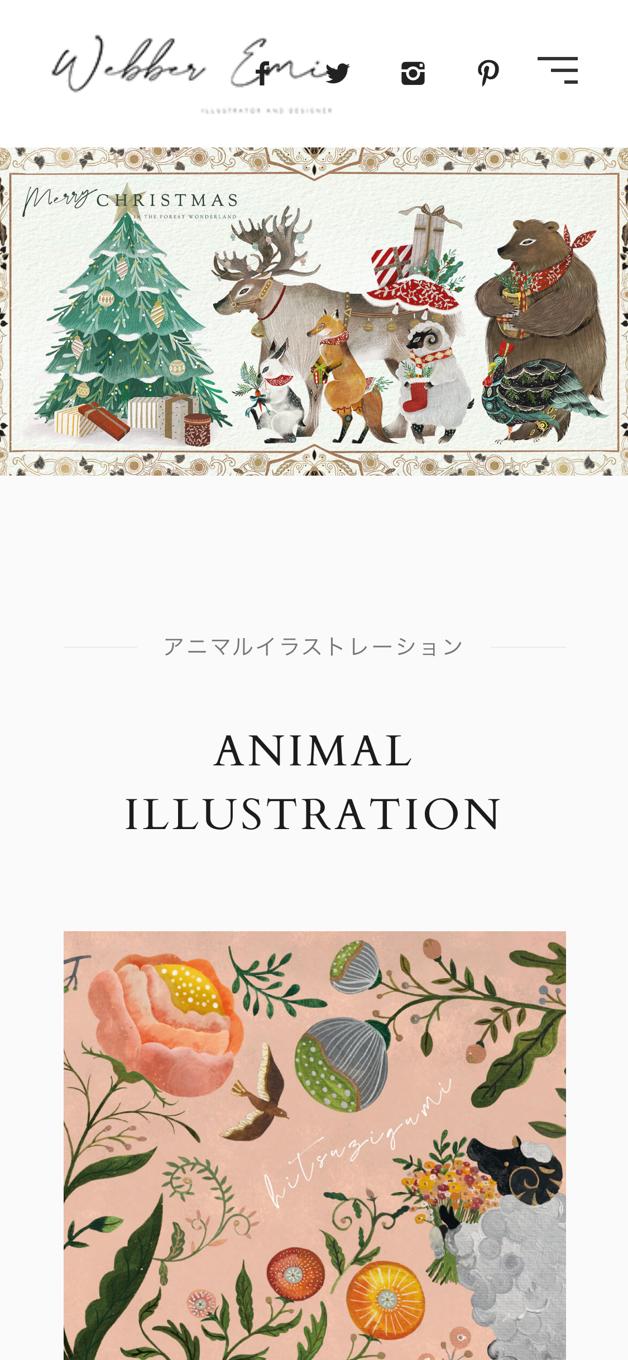 Webber Emi
ILLUSTRATOR AND DESIGNER
Merry CHRISTMAS
IN THE FOREST WONDERLAND
アニマルイラストレーション
ANIMAL
ILLUSTRATION
hitsuzigumi